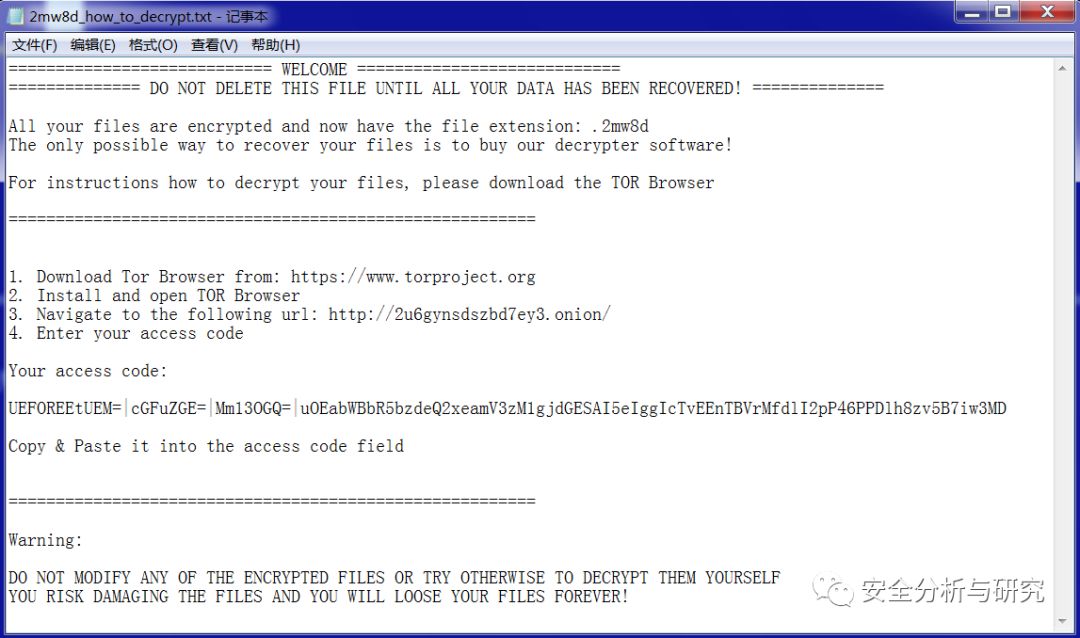 2mw8d_how_to_decrypt.txt - 记事本
文件(F) 编辑(E) 格式(O) 查看(V) 帮助(H)
============================ WELCOME ============================
============== DO NOT DELETE THIS FILE UNTIL ALL YOUR DATA HAS BEEN RECOVERED! ==============
All your files are encrypted and now have the file extension: .2mw8d
The only possible way to recover your files is to buy our decrypter software!
For instructions how to decrypt your files, please download the TOR Browser
========================================================
1. Download Tor Browser from: https://www.torproject.org
2. Install and open TOR Browser
3. Navigate to the following url: http://2u6gynsdszbd7ey3.onion/
4. Enter your access code
Your access code:
UEFOREEtUEM=|cGFuZGE=|Mm13OGQ=|uOEabWBbR5bzdeQ2xeamV3zM1gjdGESAI5eIggIcTvEEnTBVrMfdlI2pP46PPDlh8zv5B7iw3MD
Copy & Paste it into the access code field
========================================================
Warning:
DO NOT MODIFY ANY OF THE ENCRYPTED FILES OR TRY OTHERWISE TO DECRYPT THEM YOURSELF
YOU RISK DAMAGING THE FILES AND YOU WILL LOOSE YOUR FILES FOREVER!
安全分析与研究